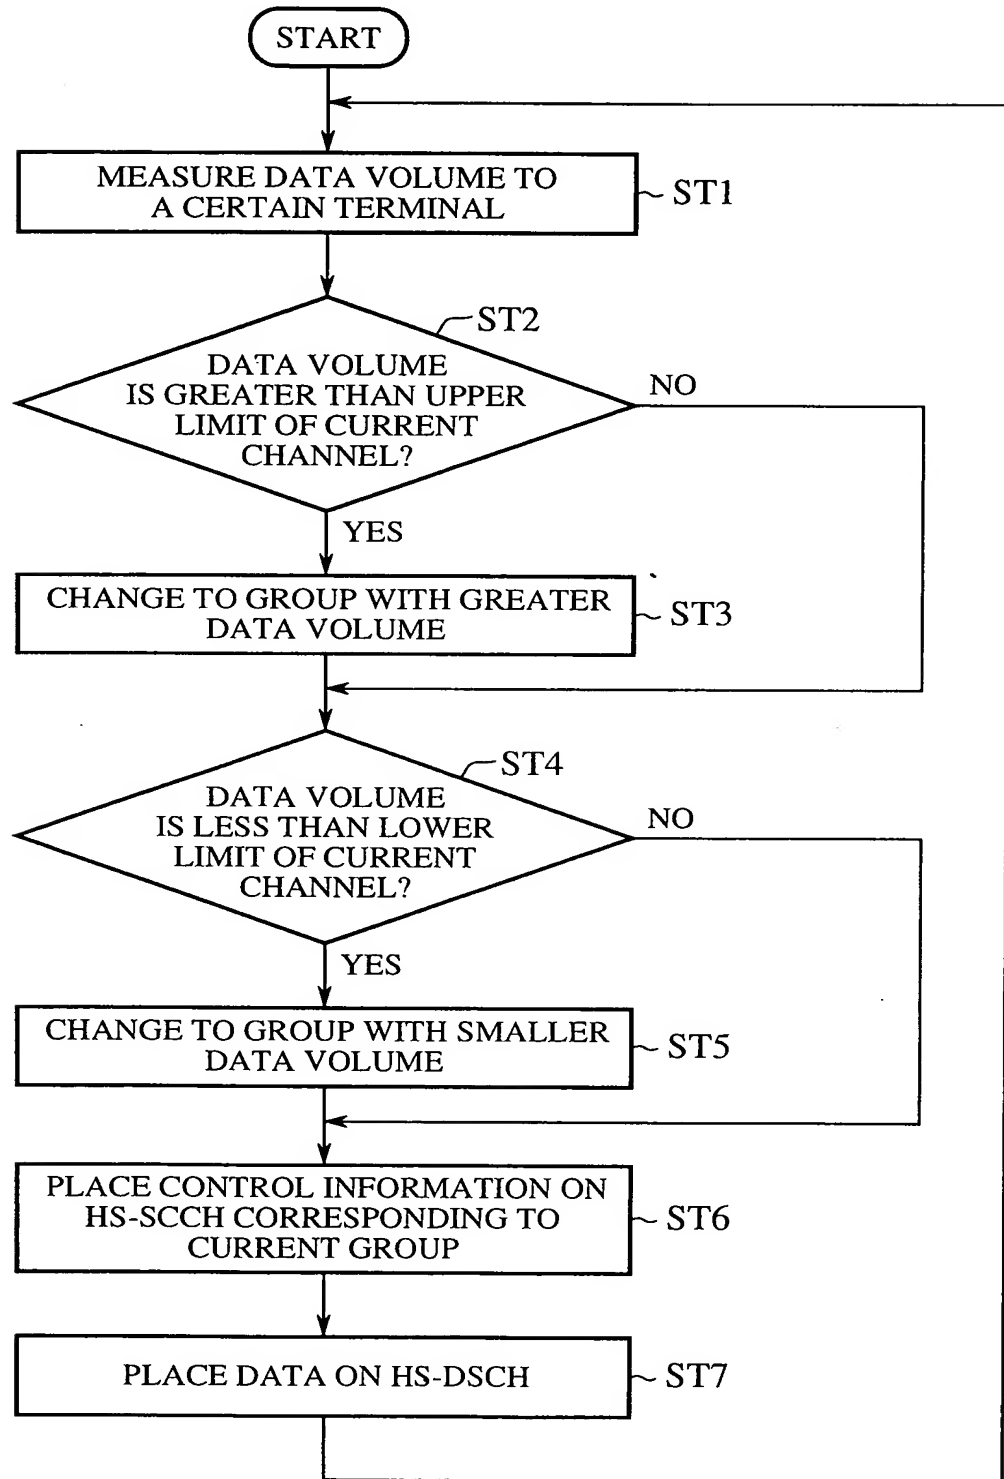 START
MEASURE DATA VOLUME TO
A CERTAIN TERMINAL
ST1
ST2
DATA VOLUME
IS GREATER THAN UPPER
LIMIT OF CURRENT
CHANNEL?
NO
YES
CHANGE TO GROUP WITH GREATER
DATA VOLUME
ST3
ST4
DATA VOLUME
IS LESS THAN LOWER
LIMIT OF CURRENT
CHANNEL?
NO
YES
CHANGE TO GROUP WITH SMALLER
DATA VOLUME
ST5
PLACE CONTROL INFORMATION ON
HS-SCCH CORRESPONDING TO
CURRENT GROUP
ST6
PLACE DATA ON HS-DSCH
ST7